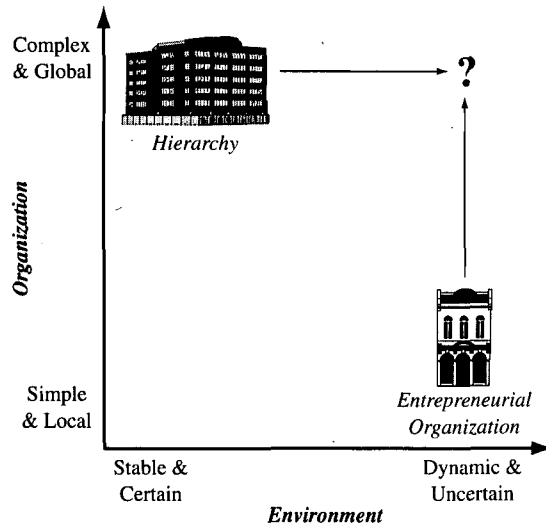 Complex
& Global
?
Hierarchy
Organization
Simple
& Local
Entrepreneurial
Organization
Stable &
Certain
Dynamic &
Uncertain
Environment